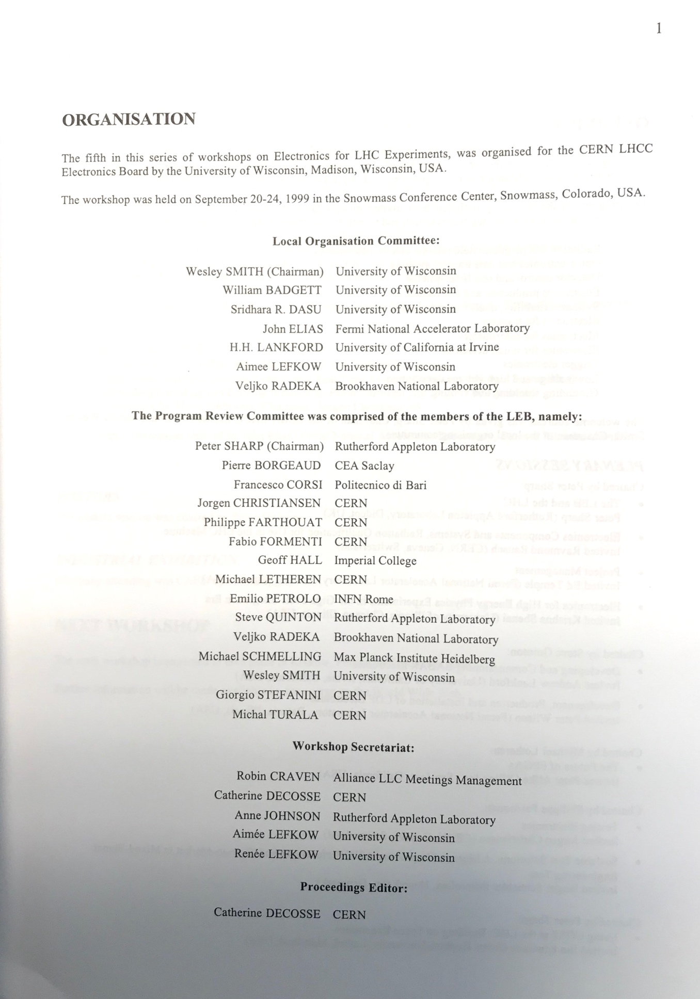 1
ORGANISATION
The fifth in this series of workshops on Electronics for LHC Experiments, was organised for the CERN LHCC
Electronics Board by the University of Wisconsin, Madison, Wisconsin, USA.
The workshop was held on September 20-24, 1999 in the Snowmass Conference Center, Snowmass, Colorado, USA.
Local Organisation Committee:
Wesley SMITH (Chairman) University of Wisconsin
William BADGETT University of Wisconsin
Sridhara R. DASU University of Wisconsin
John ELIAS Fermi National Accelerator Laboratory
H.H. LANKFORD University of California at Irvine
Aimee LEFKOW University of Wisconsin
Veljko RADEKA Brookhaven National Laboratory
The Program Review Committee was comprised of the members of the LEB, namely:
Peter SHARP (Chairman) Rutherford Appleton Laboratory
Pierre BORGEAUD CEA Saclay
Francesco CORSI Politecnico di Bari
Jorgen CHRISTIANSEN CERN
Philippe FARTHOUAT CERN
Fabio FORMENTI CERN
Geoff HALL Imperial College
Michael LETHEREN CERN
Emilio PETROLO INFN Rome
Steve QUINTON Rutherford Appleton Laboratory
Veljko RADEKA Brookhaven National Laboratory
Michael SCHMELLING Max Planck Institute Heidelberg
Wesley SMITH University of Wisconsin
Giorgio STEFANINI CERN
Michal TURALA CERN
Workshop Secretariat:
Robin CRAVEN Alliance LLC Meetings Management
Catherine DECOSSE CERN
Anne JOHNSON Rutherford Appleton Laboratory
Aimée LEFKOW University of Wisconsin
Renée LEFKOW University of Wisconsin
Proceedings Editor:
Catherine DECOSSE CERN